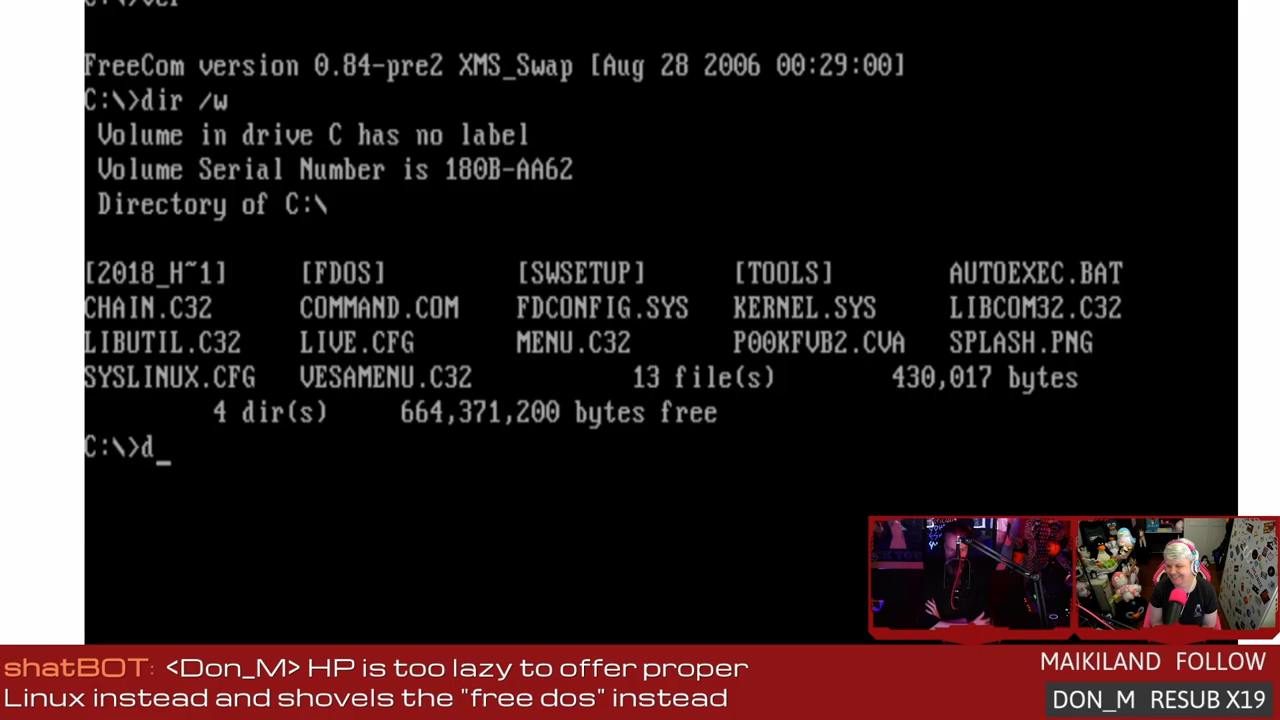 C:\>ver
FreeCom version 0.84-pre2 XMS_Swap [Aug 28 2006 00:29:00]
C:\>dir /w
Volume in drive C has no label
Volume Serial Number is 180B-AA62
Directory of C:\
[2018_H~1] [FDOS] [SWSETUP] [TOOLS] AUTOEXEC.BAT
CHAIN.C32 COMMAND.COM FDCONFIG.SYS KERNEL.SYS LIBCOM32.C32
LIBUTIL.C32 LIVE.CFG MENU.C32 P00KFVB2.CVA SPLASH.PNG
SYSLINUX.CFG VESAMENU.C32 13 file(s) 430,017 bytes
4 dir(s) 664,371,200 bytes free
C:\>d_
shatBOT: <Don_M> HP is too lazy to offer proper
Linux instead and shovels the "free dos" instead
MAIKILAND FOLLOW
DON_M RESUB X19